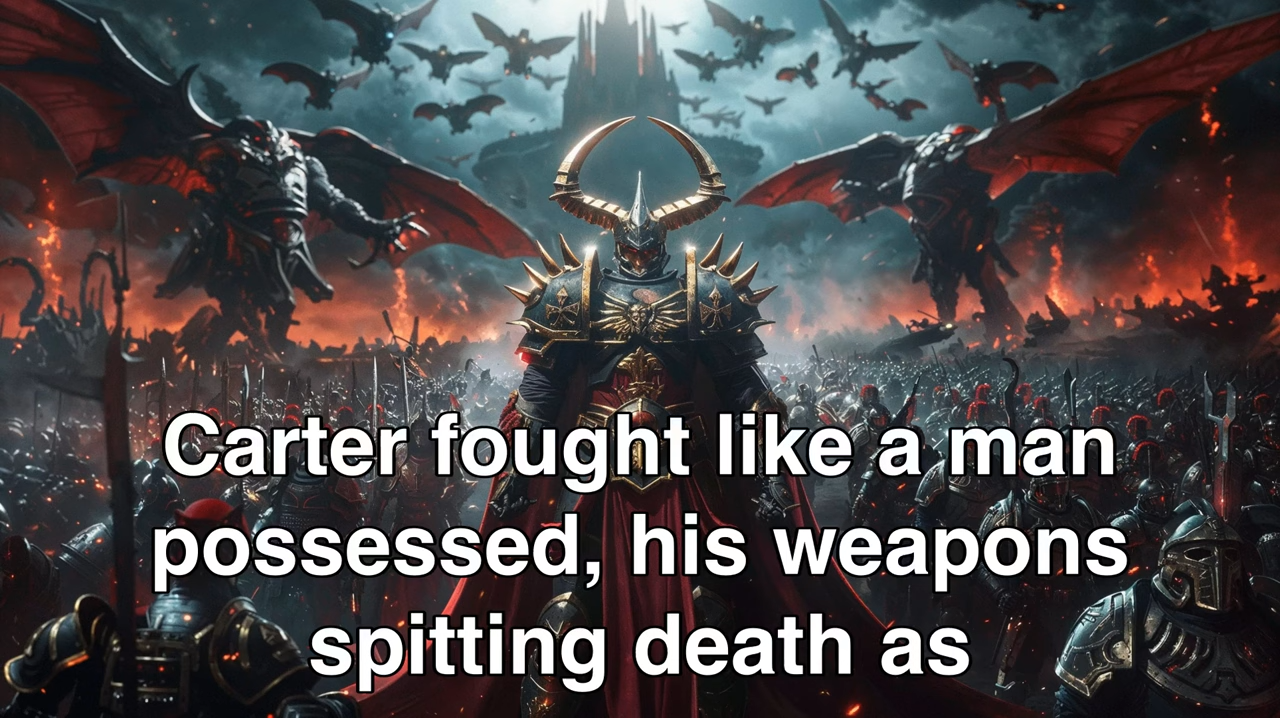 Carter fought like a man
possessed, his weapons
spitting death as